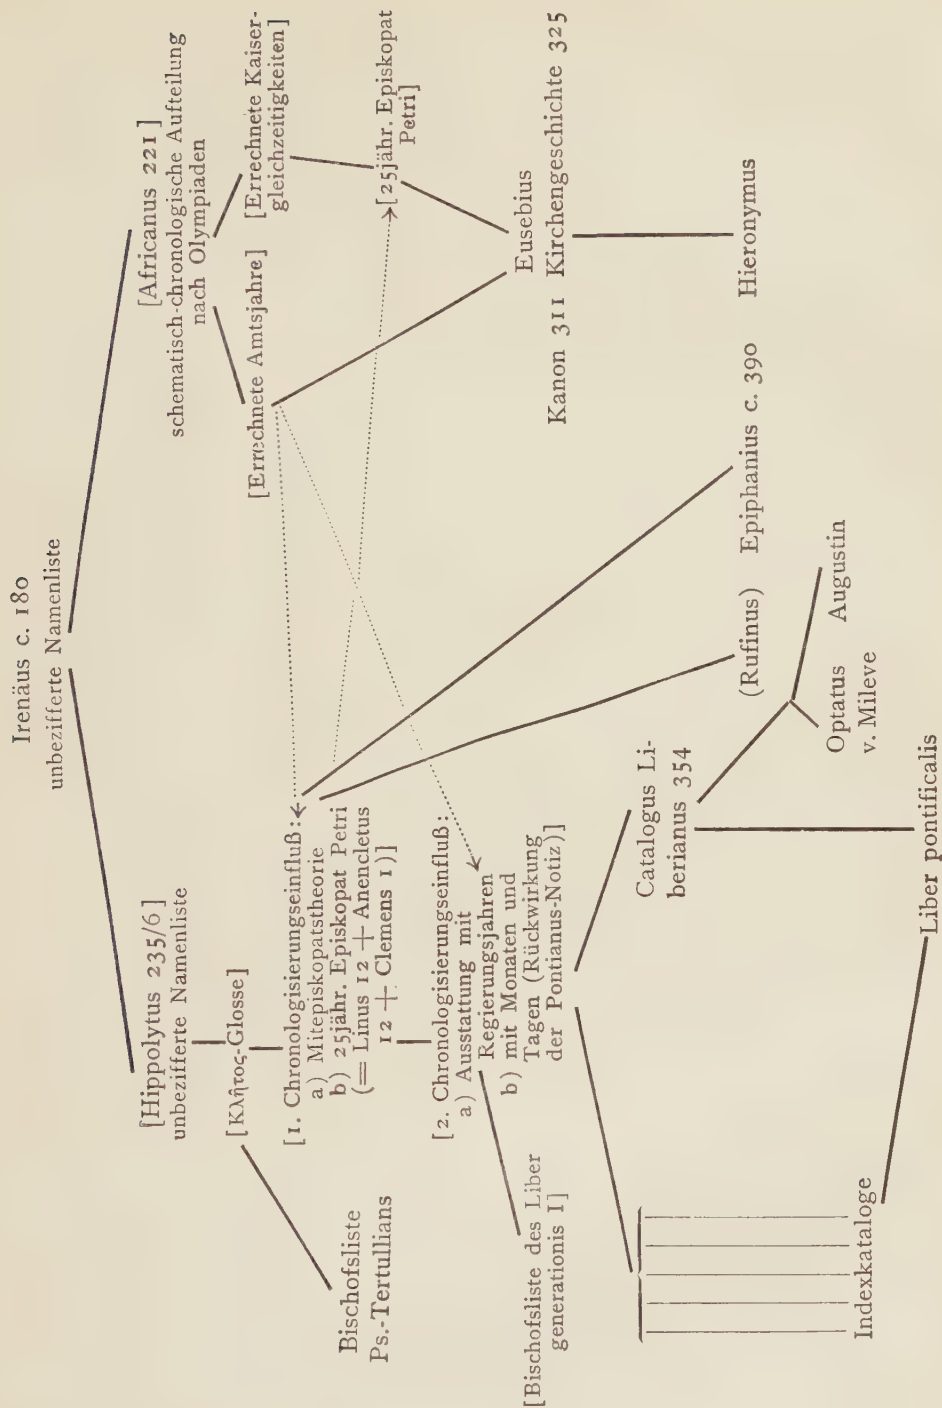 Irenäus c. 180
unbezifferte Namenliste
[Hippolytus 235/6]
unbezifferte Namenliste
[Africanus 221]
schematisch-chronologische Aufteilung
nach Olympiaden
[Κλῆτος-Glosse]
[Errechnete Amtsjahre]
[Errechnete Kaiser-
gleichzeitigkeiten]
Bischofsliste
Ps.-Tertullians
[1. Chronologisierungseinfluß:
a) Mitepiskopatstheorie
b) 25jähr. Episkopat Petri
(= Linus 12 + Anencletus
12 + Clemens 1)]
[25jähr. Episkopat
Petri]
[2. Chronologisierungseinfluß:
a) Ausstattung mit
Regierungsjahren
b) mit Monaten und
Tagen (Rückwirkung
der Pontianus-Notiz)]
Eusebius
Kanon 311 Kirchengeschichte 325
[Bischofsliste des Liber
generationis I]
Catalogus Li-
berianus 354
(Rufinus) Epiphanius c. 390 Hieronymus
Optatus
v. Mileve
Augustin
Indexkataloge
Liber pontificalis